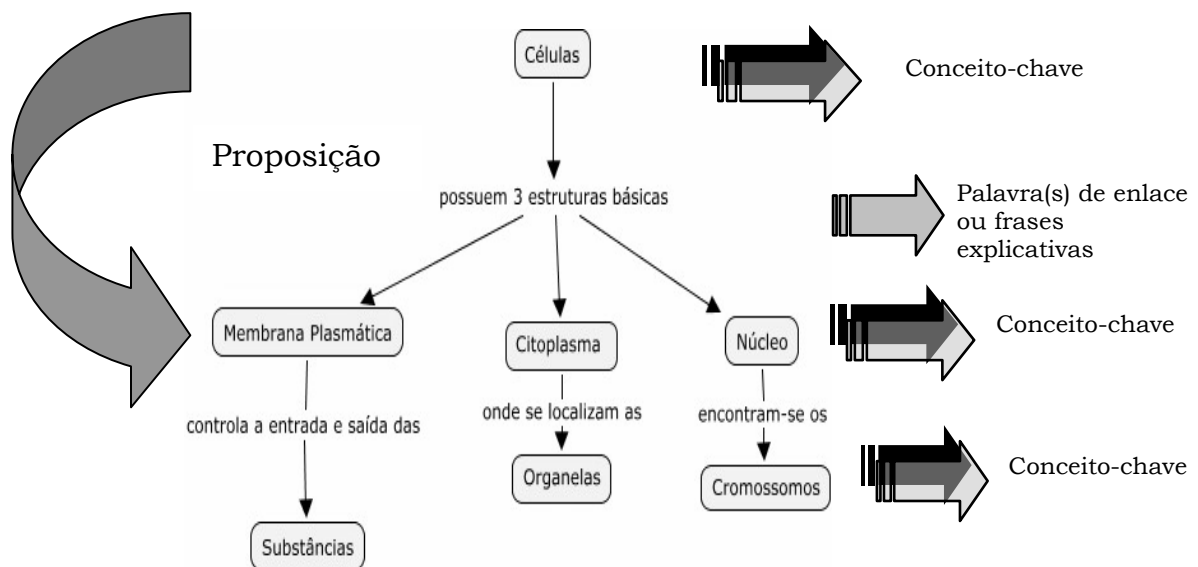 Células
Conceito-chave
Proposição
possuem 3 estruturas básicas
Palavra(s) de enlace
ou frases
explicativas
Membrana Plasmática
Citoplasma
Núcleo
Conceito-chave
controla a entrada e saída das
onde se localizam as
encontram-se os
Organelas
Cromossomos
Conceito-chave
Substâncias